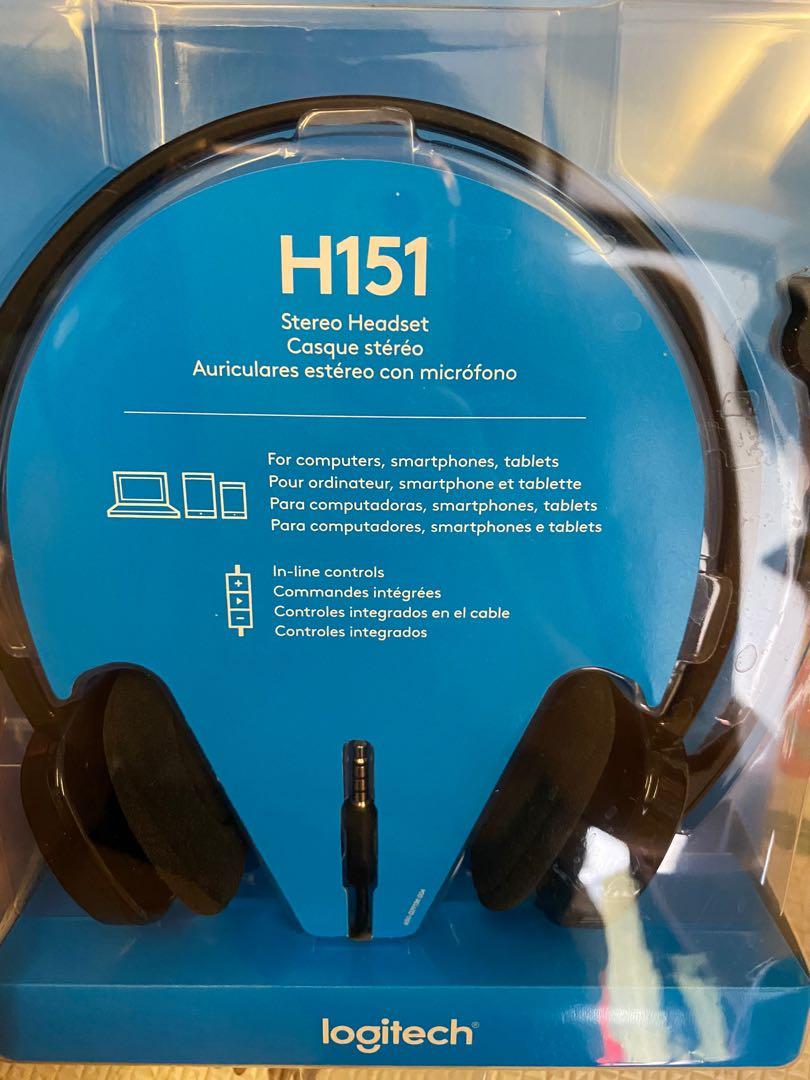 H151
Stereo Headset
Casque stéréo
Auriculares estéreo con micrófono
For computers, smartphones, tablets
Pour ordinateur, smartphone et tablette
Para computadoras, smartphones, tablets
Para computadores, smartphones e tablets
In-line controls
Commandes intégrées
Controles integrados en el cable
Controles integrados
logitech®